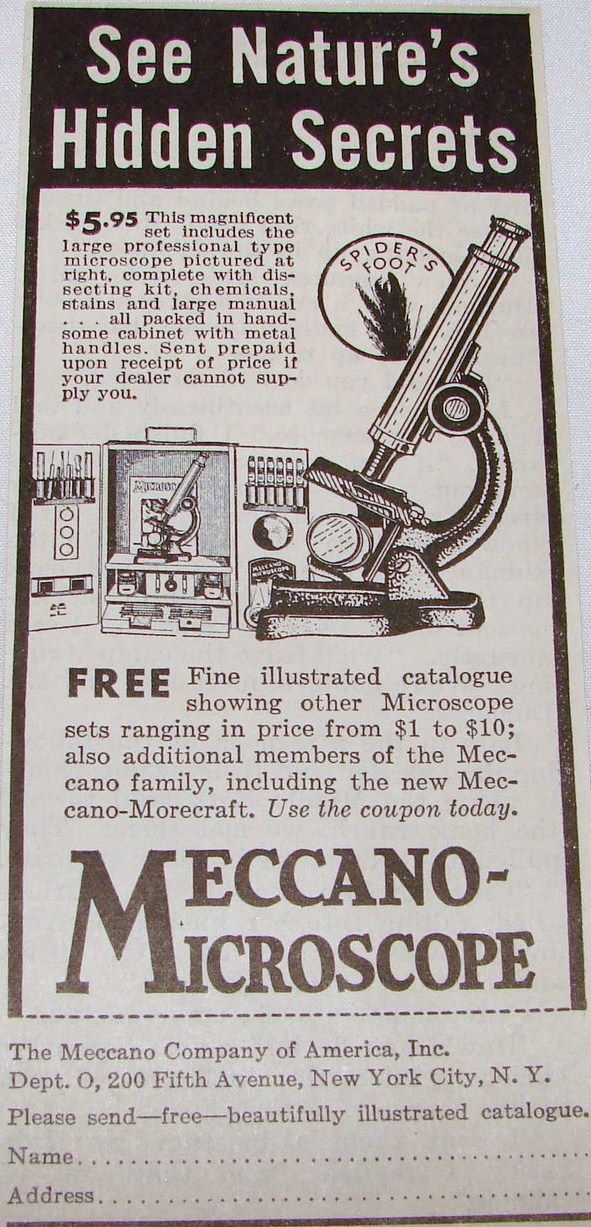 See Nature's
Hidden Secrets
$5.95 This magnificent
set includes the
large professional type
microscope pictured at
right, complete with dis-
secting kit, chemicals,
stains and large manual
. . . all packed in hand-
some cabinet with metal
handles. Sent prepaid
upon receipt of price if
your dealer cannot sup-
ply you.
SPIDER'S
FOOT
MICROSC
MECCANO
MICROSCOPE
FREE Fine illustrated catalogue
showing other Microscope
sets ranging in price from $1 to $10;
also additional members of the Mec-
cano family, including the new Mec-
cano-Morecraft. Use the coupon today.
MECCANO-
MICROSCOPE
The Meccano Company of America, Inc.
Dept. O, 200 Fifth Avenue, New York City, N. Y.
Please send—free—beautifully illustrated catalogue.
Name
Address